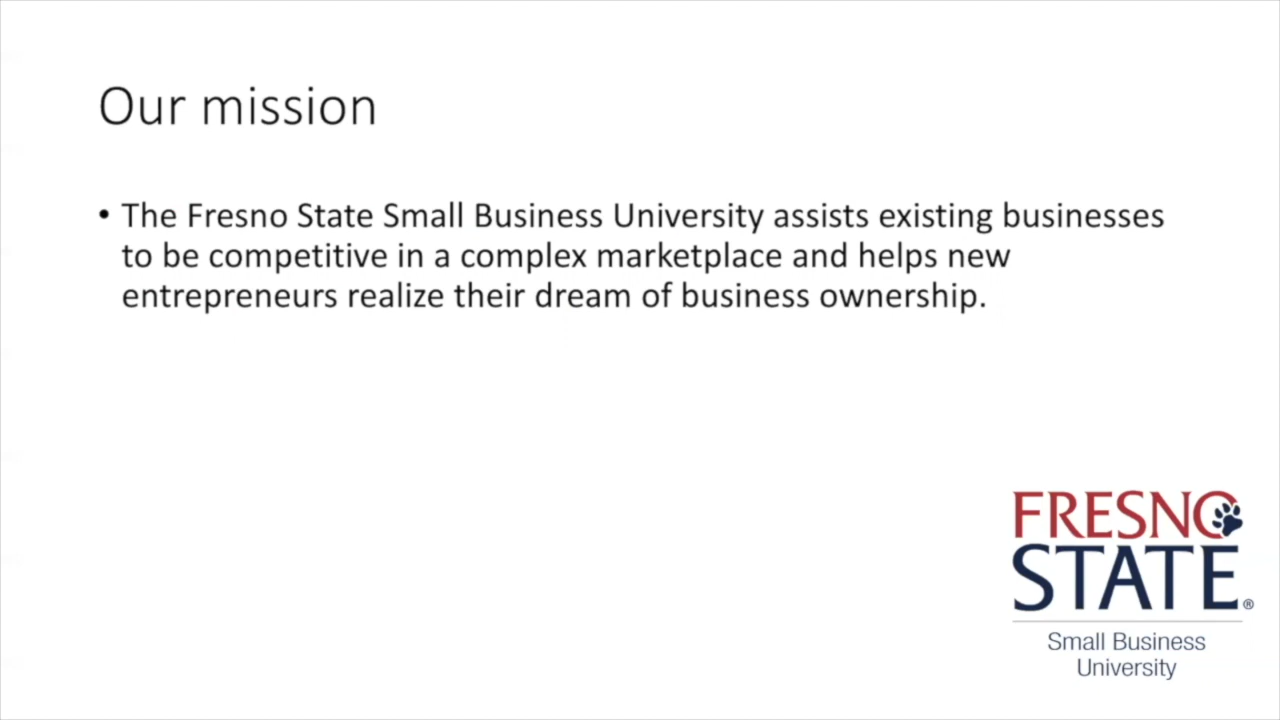 Our mission
• The Fresno State Small Business University assists existing businesses
to be competitive in a complex marketplace and helps new
entrepreneurs realize their dream of business ownership.
FRESNO
STATE®
Small Business
University